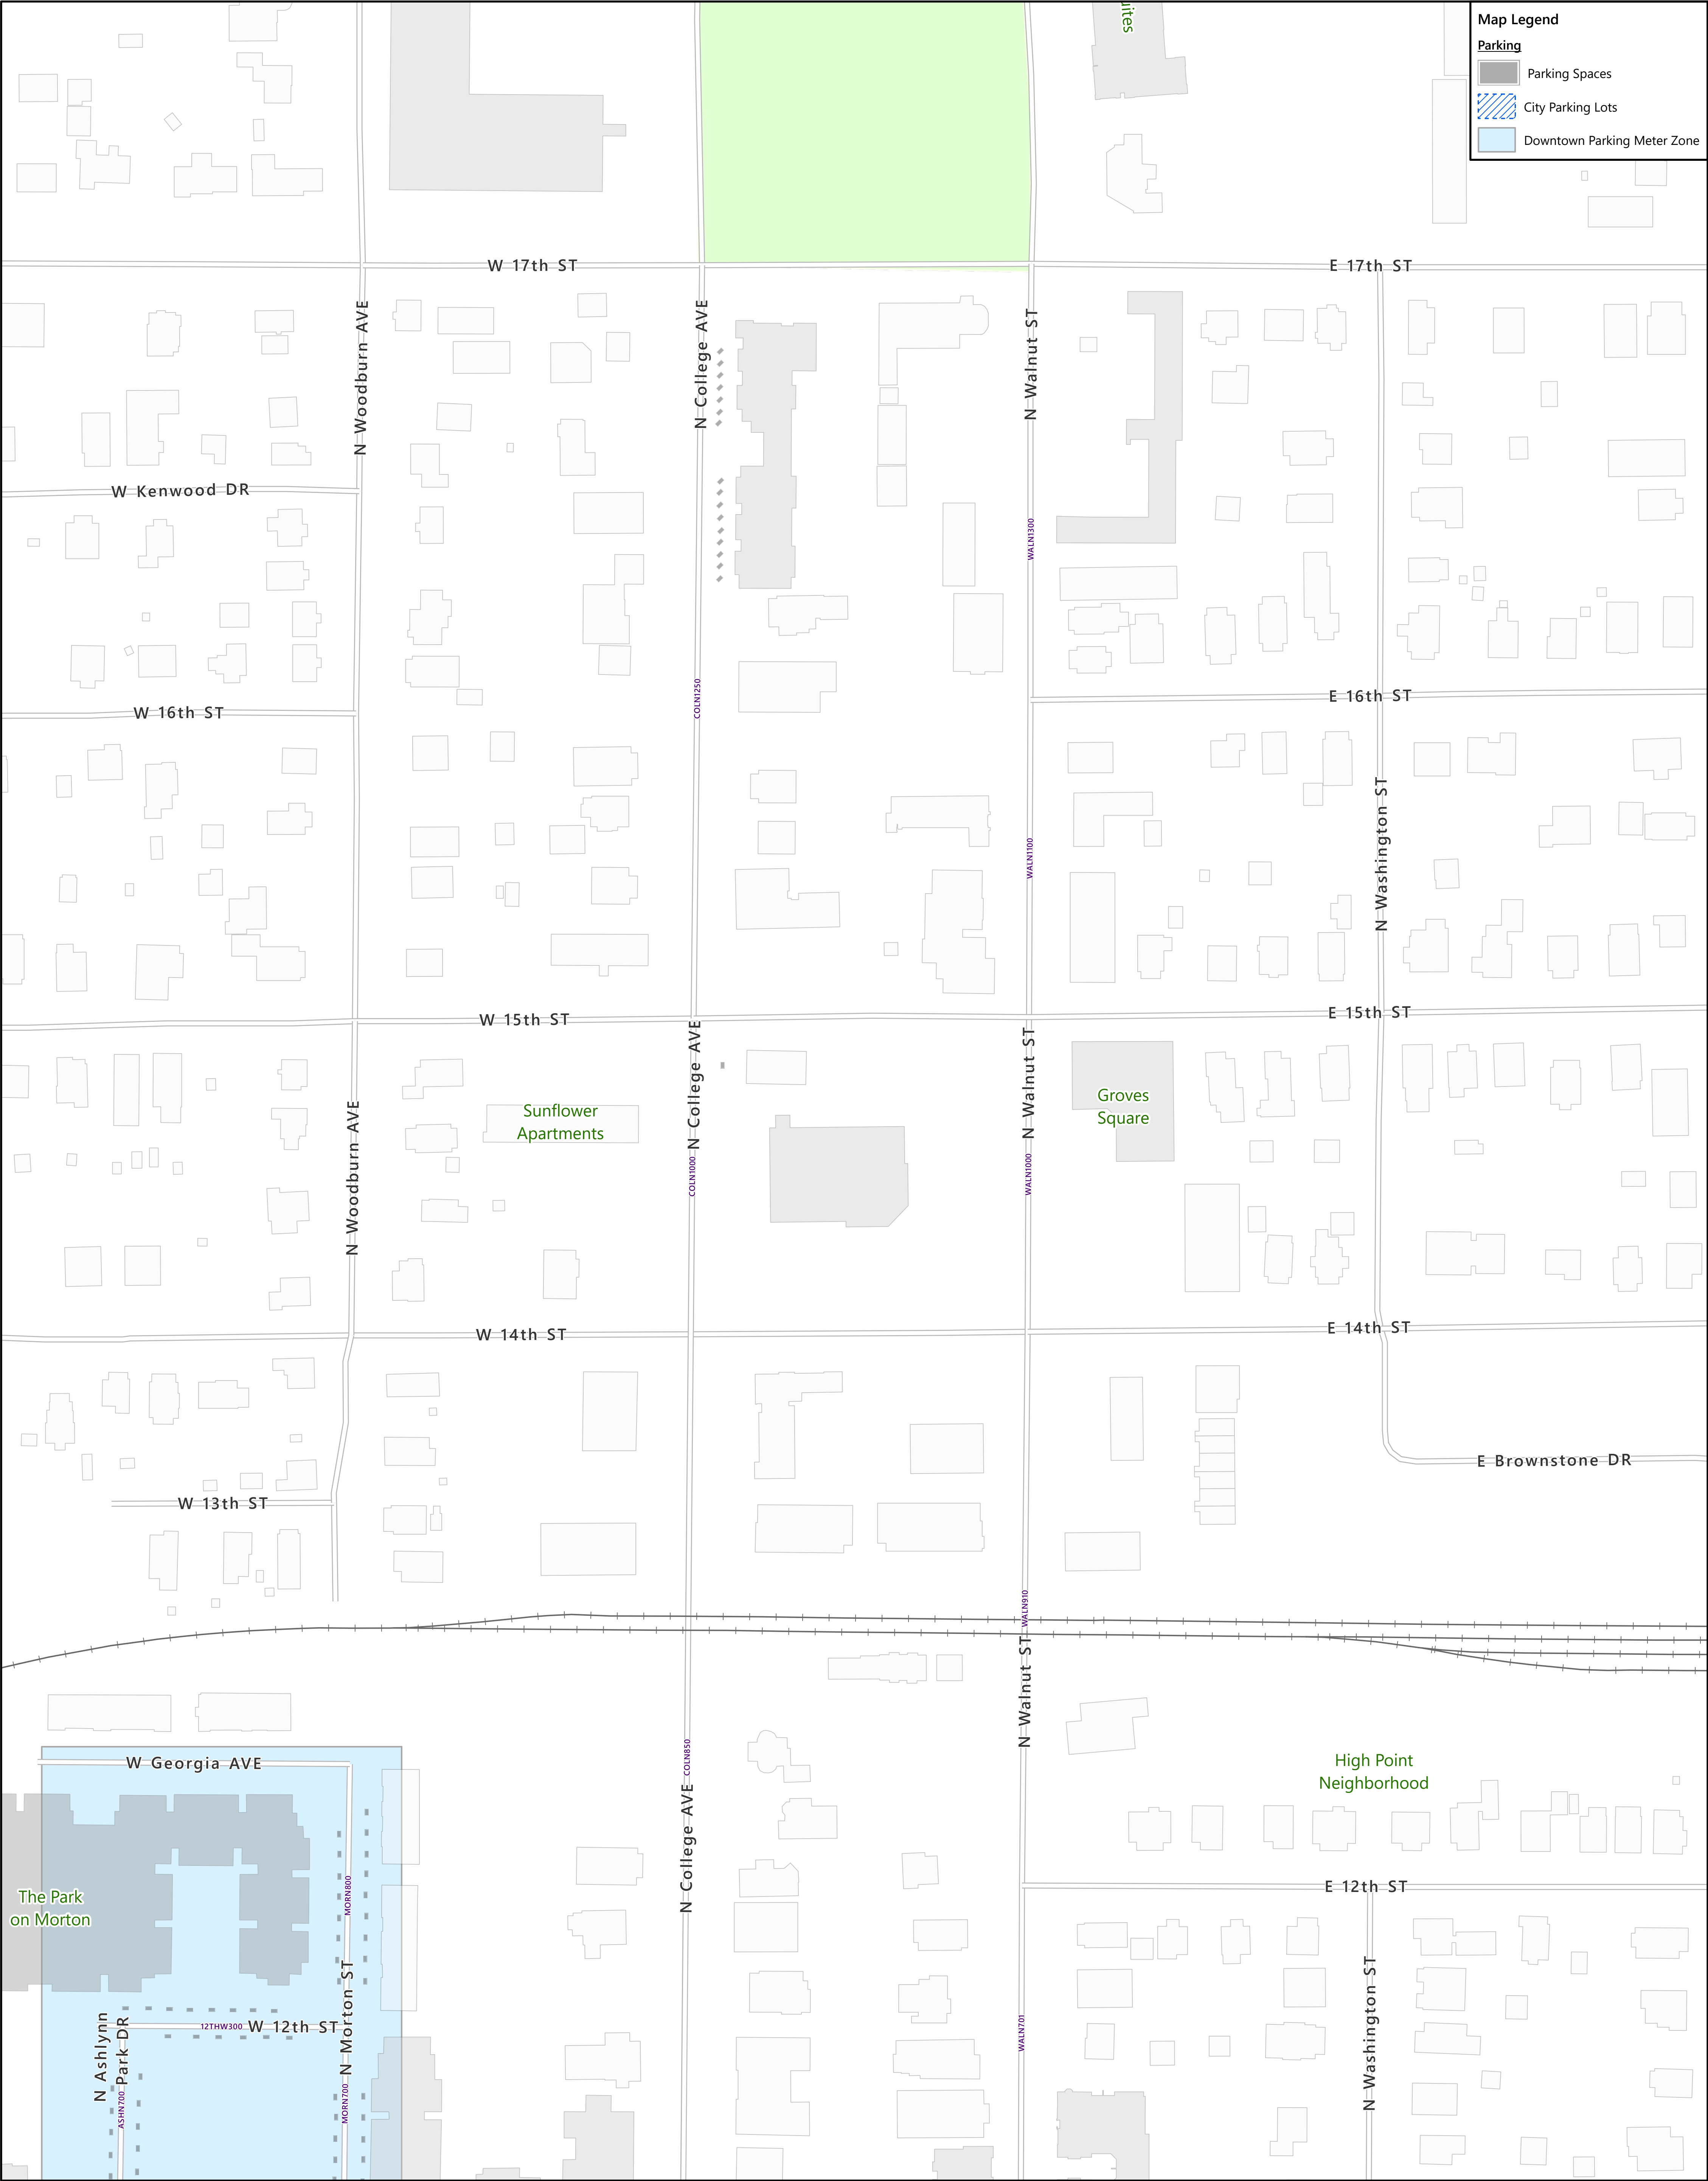 uites
Map Legend
Parking
Parking Spaces
City Parking Lots
Downtown Parking Meter Zone
W 17th ST
E 17th ST
N Woodburn AVE
N College AVE
N Walnut ST
W Kenwood DR
WALN1300
COLN1250
E 16th ST
W 16th ST
N Washington ST
WALN1100
W 15th ST
E 15th ST
N College AVE
N Walnut ST
Groves
Square
Sunflower
Apartments
N Woodburn AVE
COLN1000
WALN1000
W 14th ST
E 14th ST
E Brownstone DR
W 13th ST
WALN910
N Walnut ST
W Georgia AVE
COLN850
High Point
Neighborhood
N College AVE
E 12th ST
The Park
on Morton
MORN800
N Morton ST
N Washington ST
12THW300
W 12th ST
WALN701
N Ashlynn
Park DR
ASHN700
MORN700